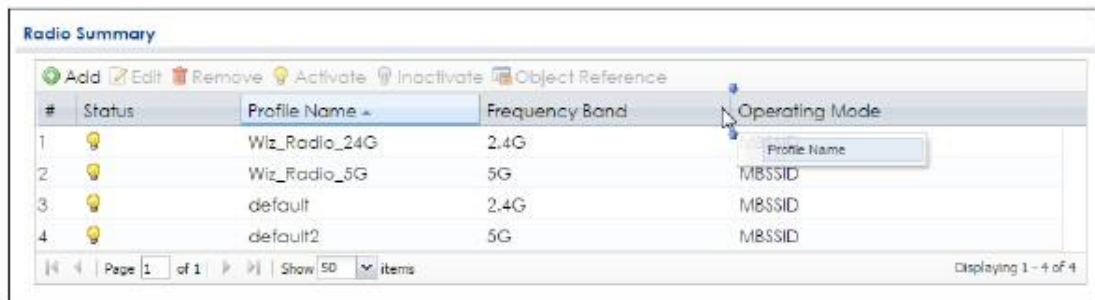 Radio Summary
Add Edit Remove Activate Inactivate Object Reference
# Status Profile Name Frequency Band Operating Mode
1 Wiz_Radio_24G 2.4G
Profile Name
2 Wiz_Radio_5G 5G MBSSID
3 default 2.4G MBSSID
4 default2 5G MBSSID
Page 1 of 1 Show 50 items Displaying 1 - 4 of 4